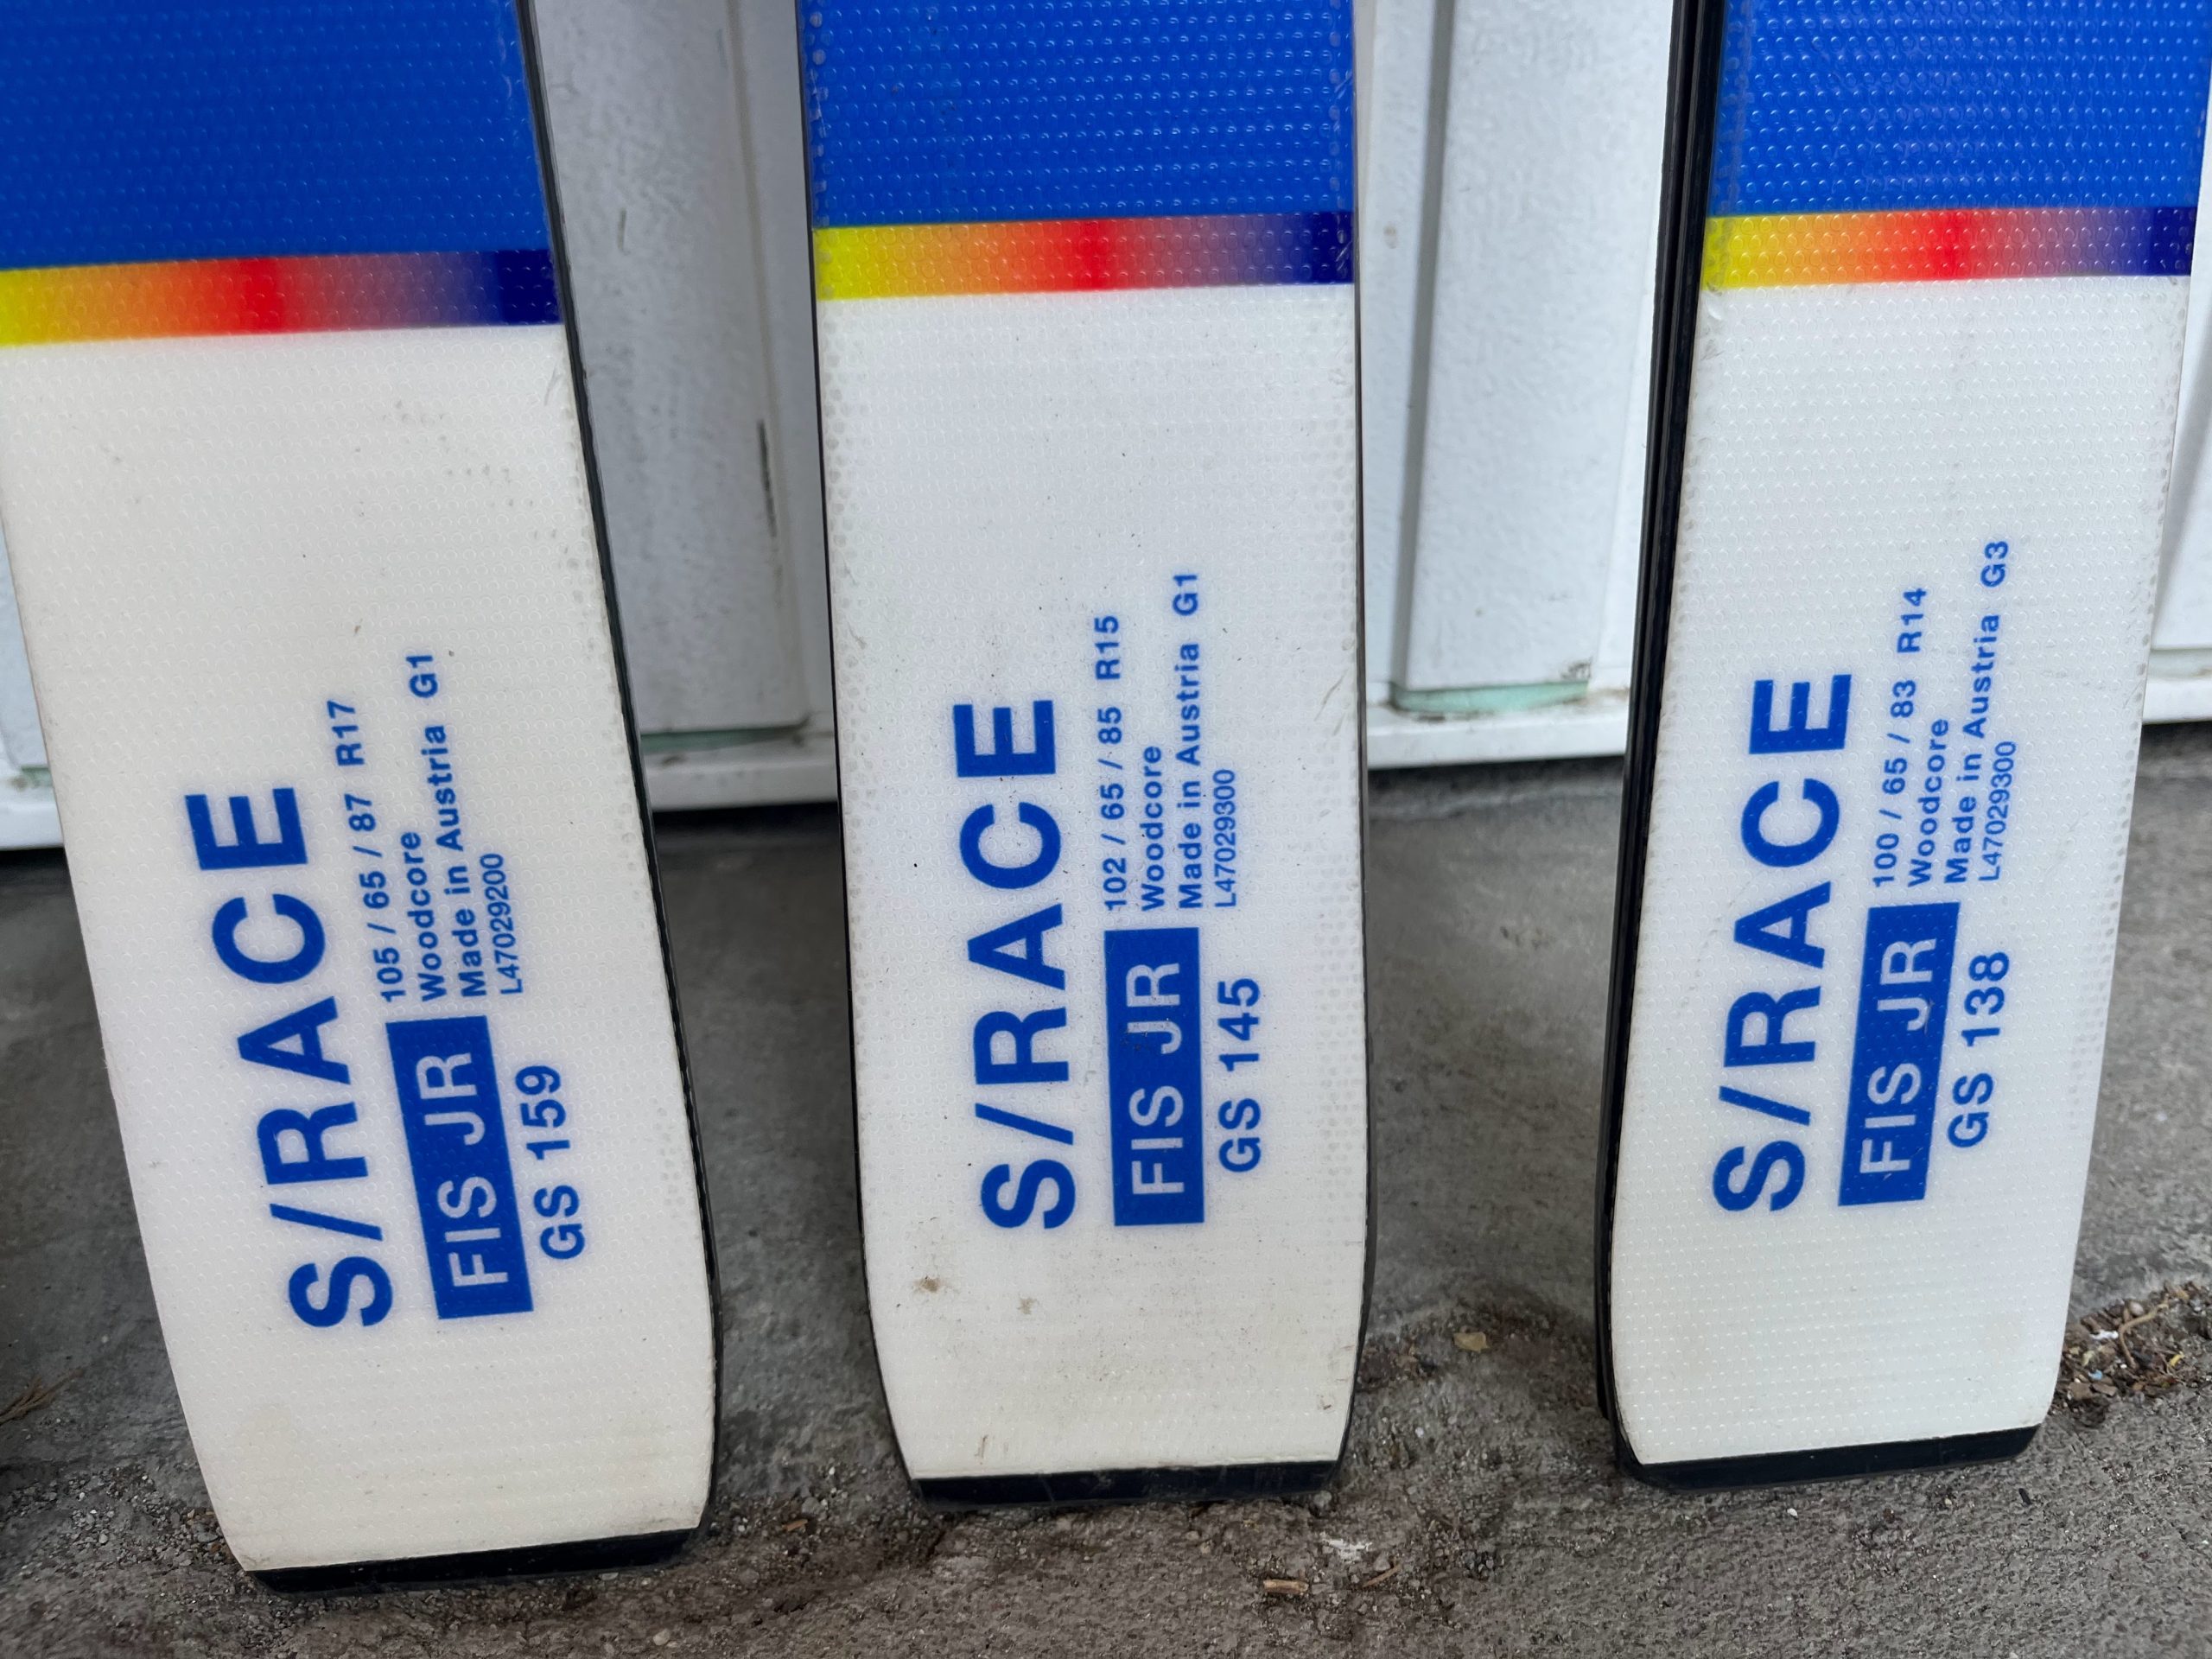 S/RACE
FIS JR
105 / 65 / 87 R17
Woodcore
Made in Austria G1
L47029200
GS 159
S/RACE
FIS JR
102 / 65 / 85 R15
Woodcore
Made in Austria G1
L47029300
GS 145
S/RACE
FIS JR
100 / 65 / 83 R14
Woodcore
Made in Austria G3
L47029300
GS 138